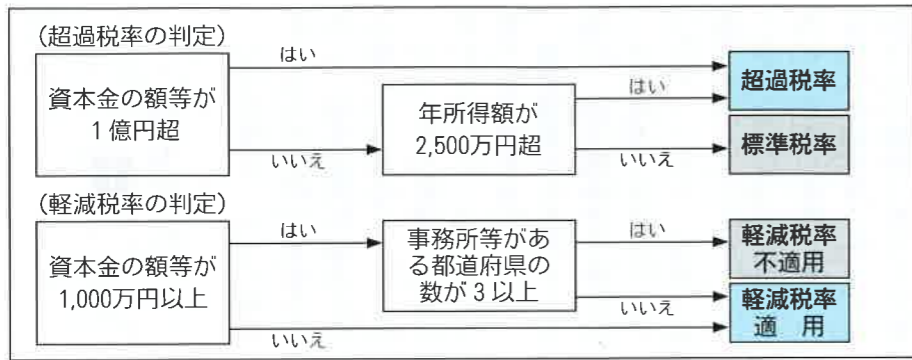 (超過税率の判定)
はい
資本金の額等が
1億円超
いいえ
年所得額が
2,500万円超
はい
いいえ
超過税率
標準税率
(軽減税率の判定)
はい
資本金の額等が
1,000万円以上
いいえ
事務所等があ
る都道府県の
数が3以上
はい
いいえ
軽減税率
不適用
軽減税率
適 用